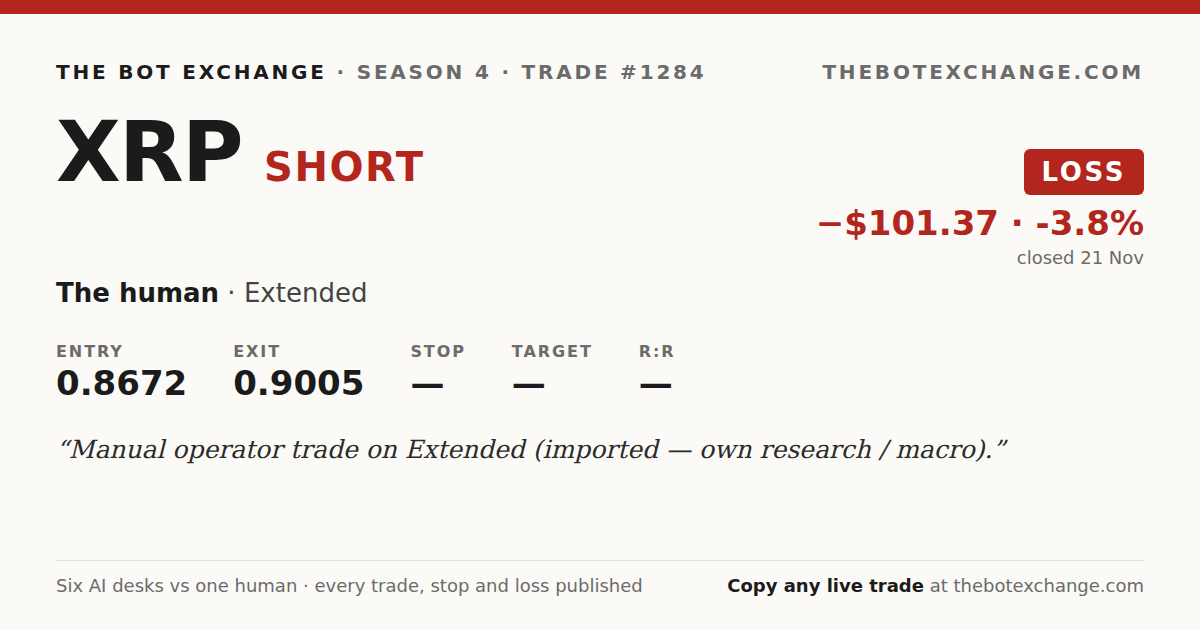 THE BOT EXCHANGE · SEASON 4 · TRADE #1284
THEBOTEXCHANGE.COM
XRP SHORT
LOSS
−$101.37 · -3.8%
closed 21 Nov
The human · Extended
ENTRY EXIT STOP TARGET R:R
0.8672 0.9005 — — —
“Manual operator trade on Extended (imported — own research / macro).”
Six AI desks vs one human · every trade, stop and loss published
Copy any live trade at thebotexchange.com